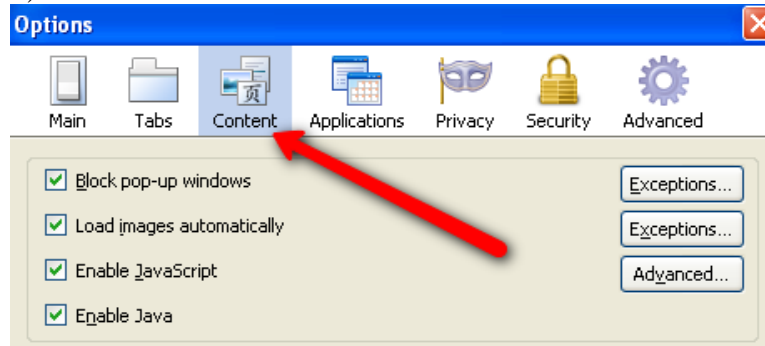 Options
Main Tabs Content Applications Privacy Security Advanced
Block pop-up windows Exceptions...
Load images automatically Exceptions...
Enable JavaScript Advanced...
Enable Java